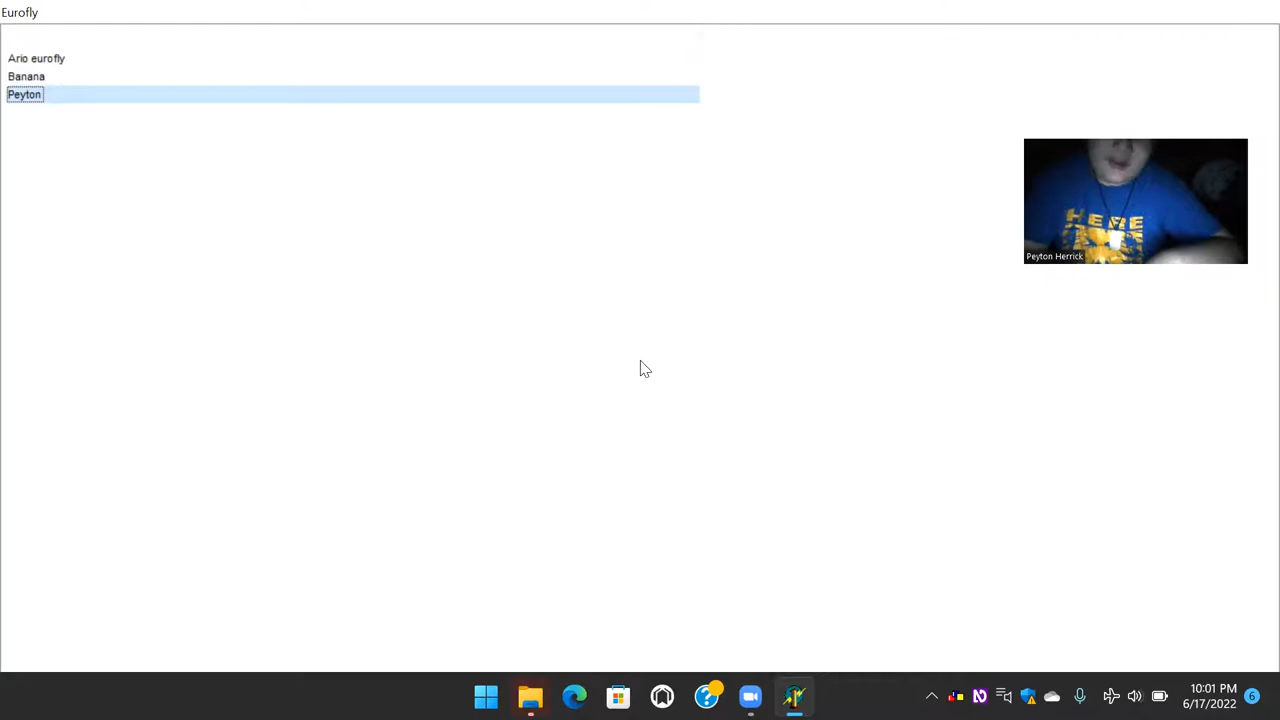 Eurofly
Ario eurofly
Banana
Peyton
HERE
Peyton Herrick
10:01 PM
6/17/2022
6